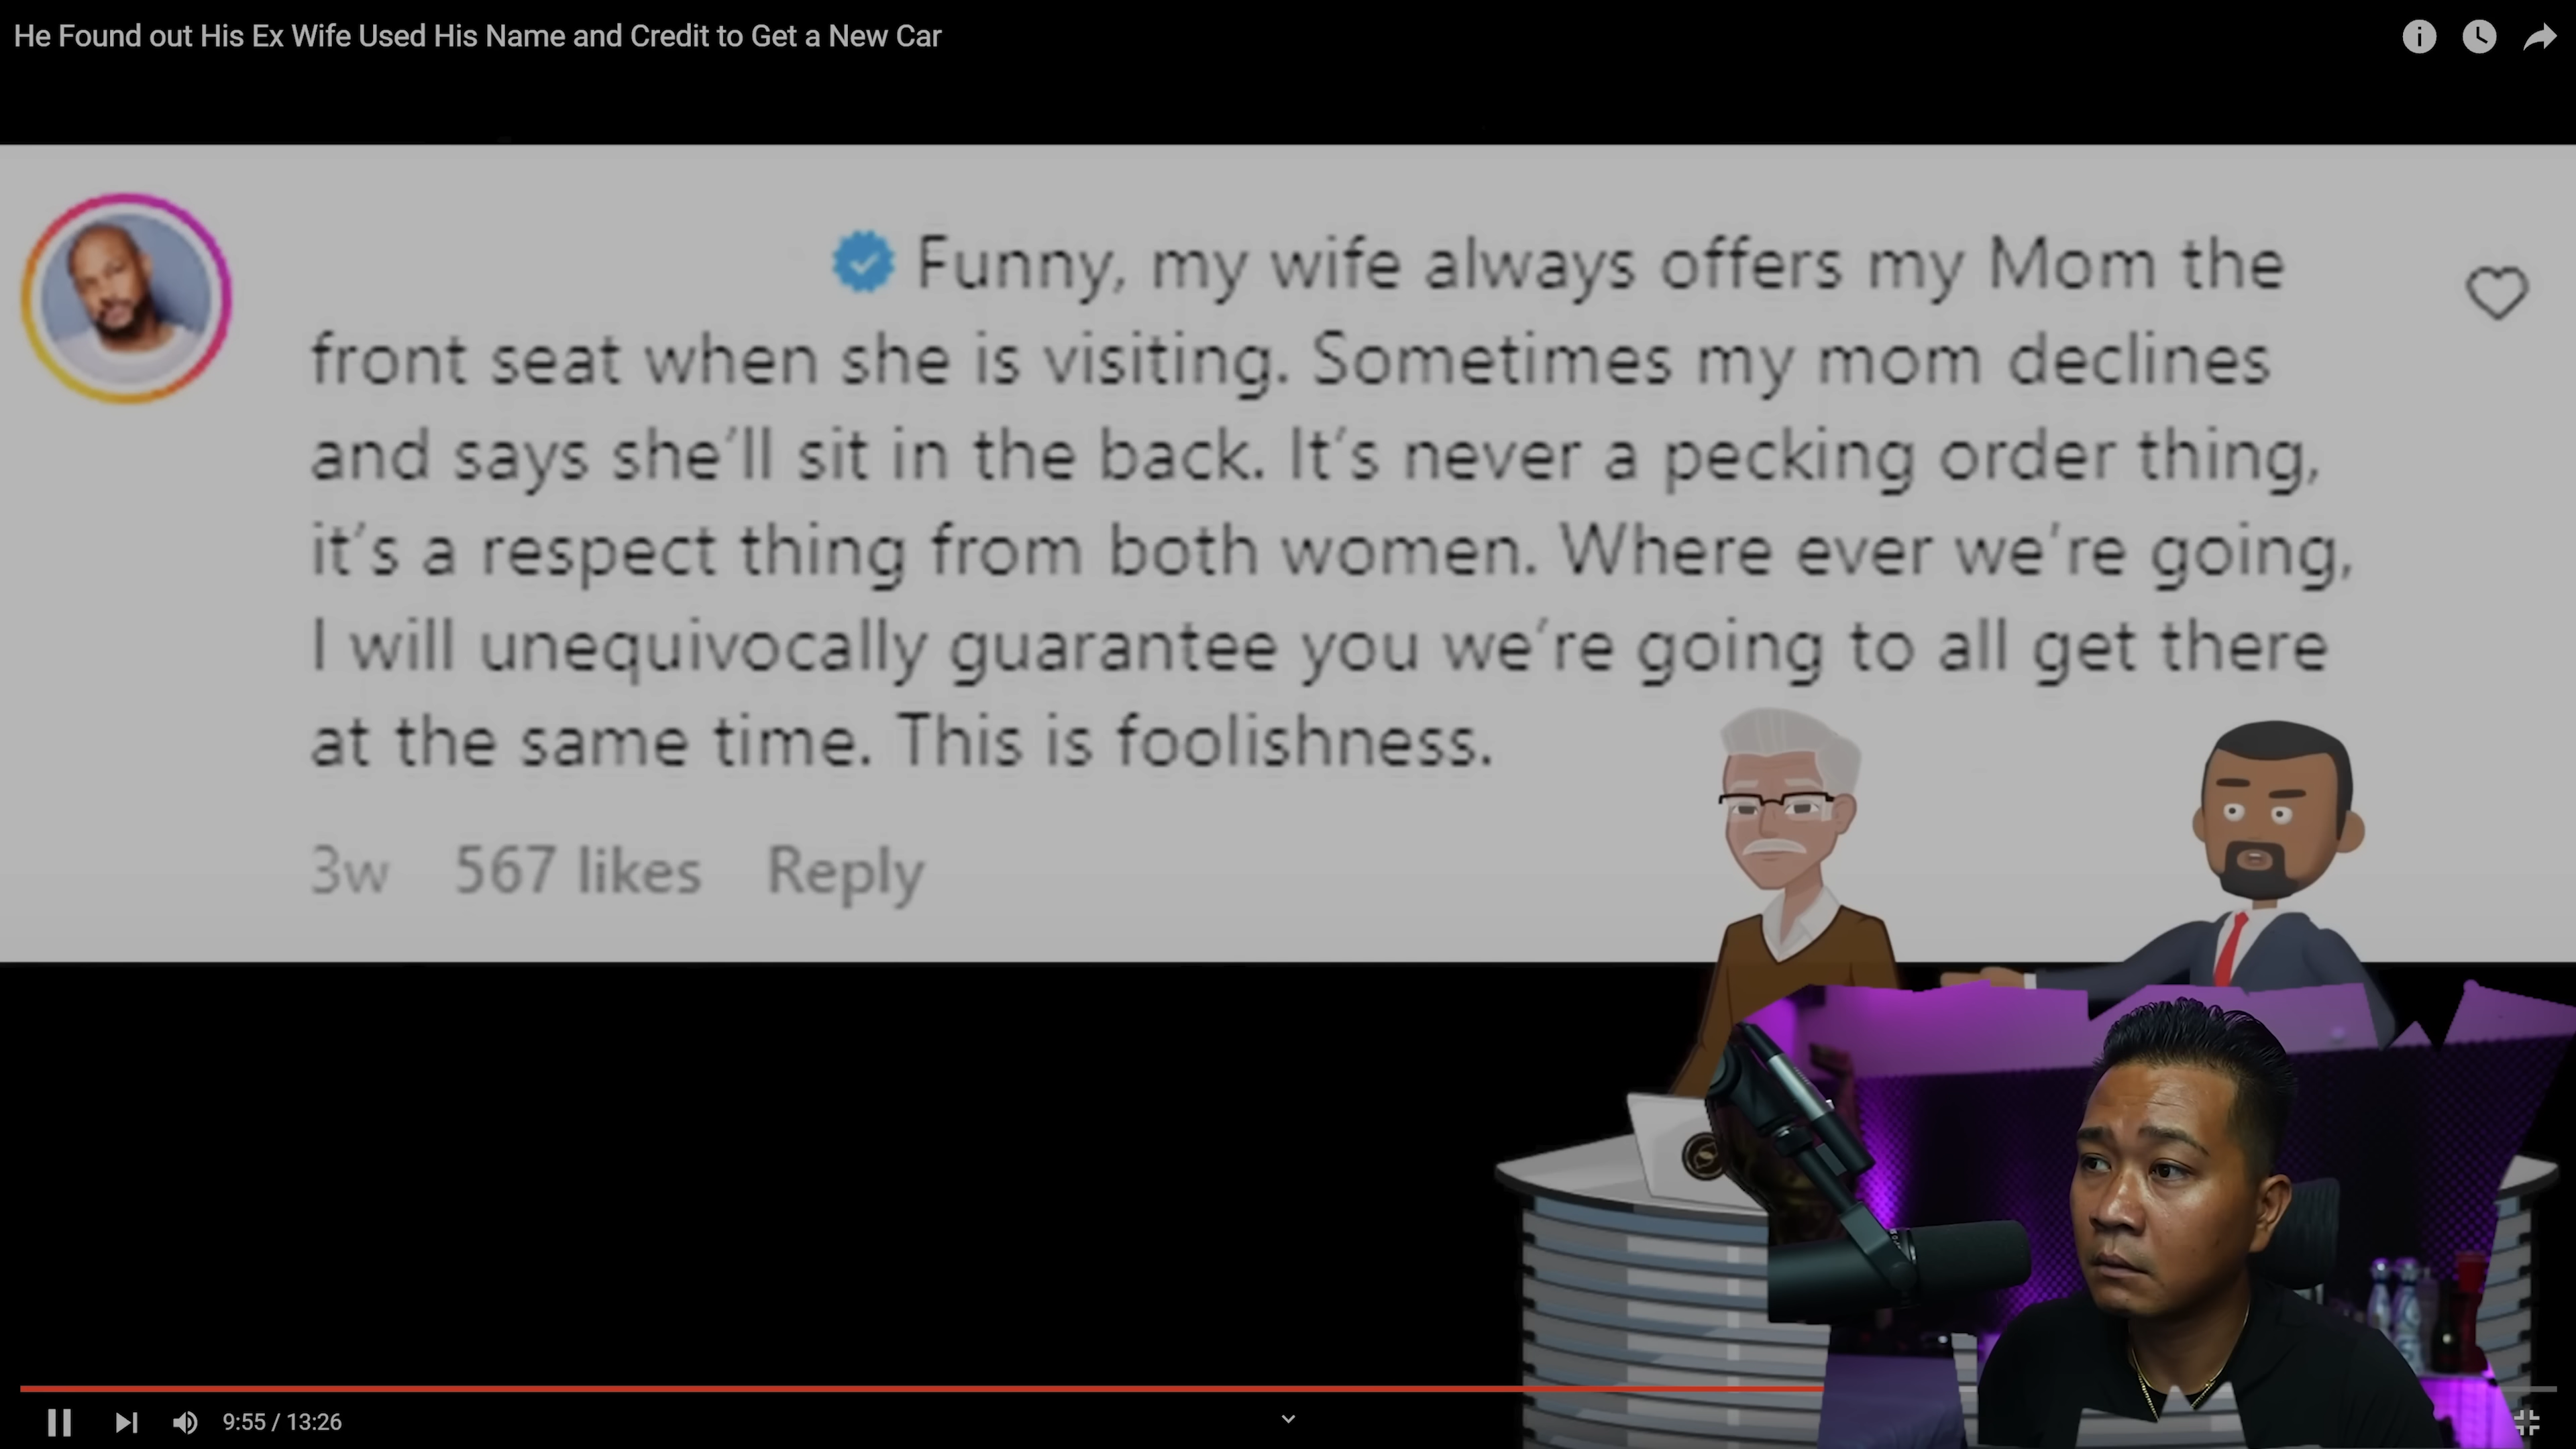 He Found out His Ex Wife Used His Name and Credit to Get a New Car
Funny, my wife always offers my Mom the
front seat when she is visiting. Sometimes my mom declines
and says she'll sit in the back. It's never a pecking order thing,
it's a respect thing from both women. Where ever we're going,
I will unequivocally guarantee you we're going to all get there
at the same time. This is foolishness.
3w 567 likes Reply
9:55 / 13:26